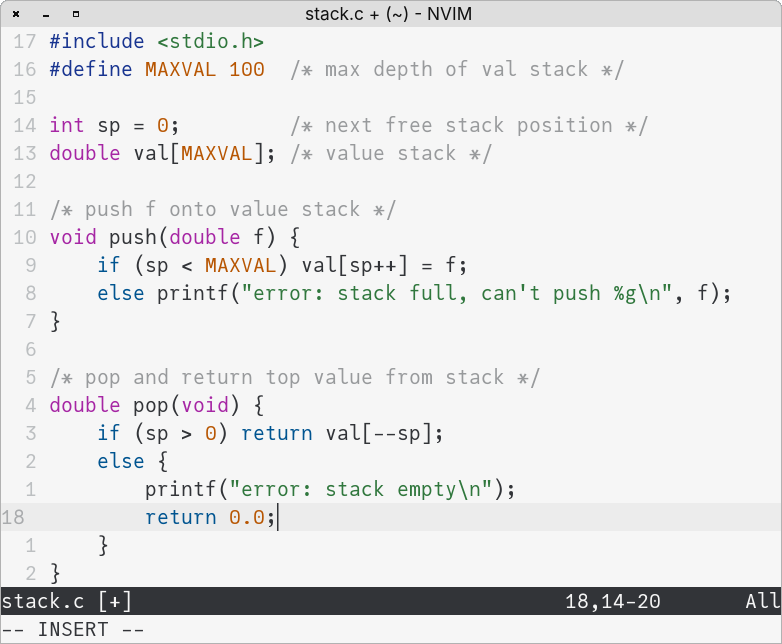 stack.c + (~) - NVIM
17 #include <stdio.h>
16 #define MAXVAL 100  /* max depth of val stack */
15
14 int sp = 0;         /* next free stack position */
13 double val[MAXVAL]; /* value stack */
12
11 /* push f onto value stack */
10 void push(double f) {
 9     if (sp < MAXVAL) val[sp++] = f;
 8     else printf("error: stack full, can't push %g\n", f);
 7 }
 6
 5 /* pop and return top value from stack */
 4 double pop(void) {
 3     if (sp > 0) return val[--sp];
 2     else {
 1         printf("error: stack empty\n");
18         return 0.0;
 1     }
 2 }
stack.c [+] 18,14-20 All
-- INSERT --